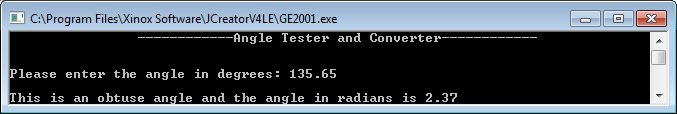 C:\Program Files\Xinox Software\JCreatorV4LE\GE2001.exe
------------Angle Tester and Converter------------
Please enter the angle in degrees: 135.65
This is an obtuse angle and the angle in radians is 2.37